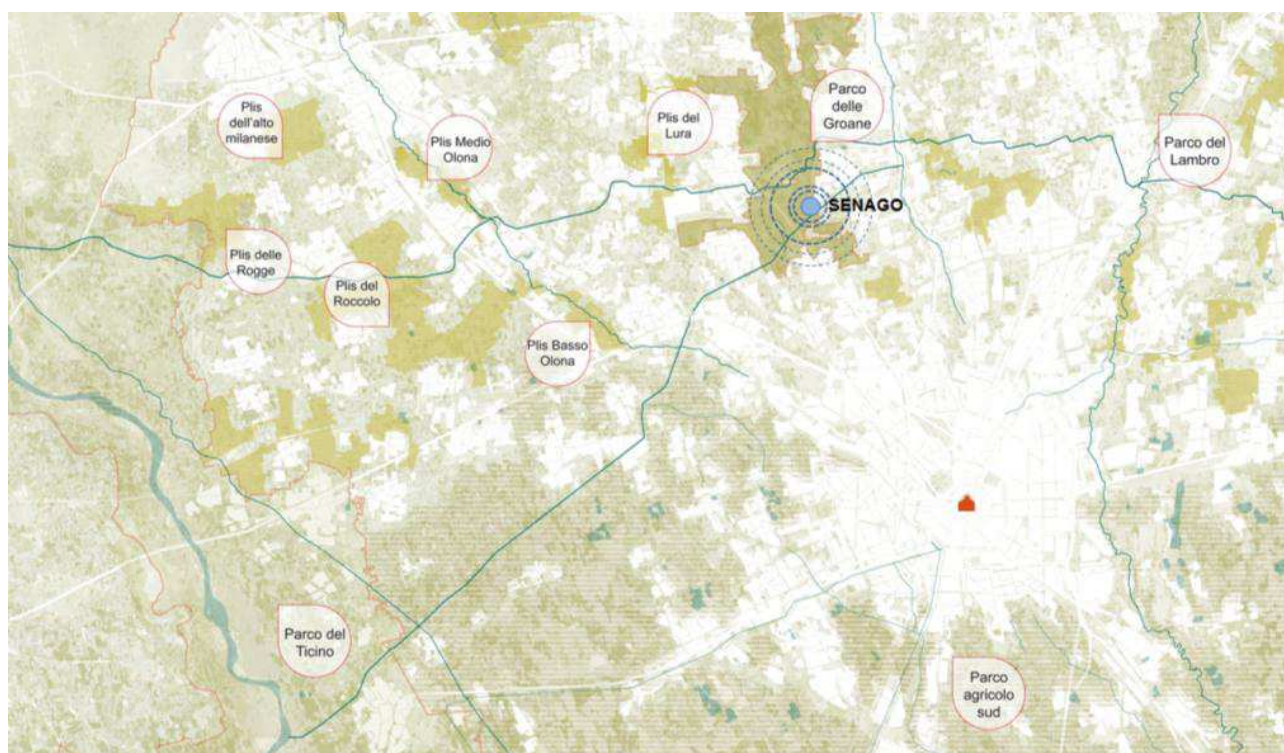 Plis
dell'alto
milanese
Plis Medio
Olona
Plis del
Lura
Parco
delle
Groane
Parco del
Lambro
SENAGO
Plis delle
Rogge
Plis del
Roccolo
Plis Basso
Olona
Parco del
Ticino
Parco
agricolo
sud